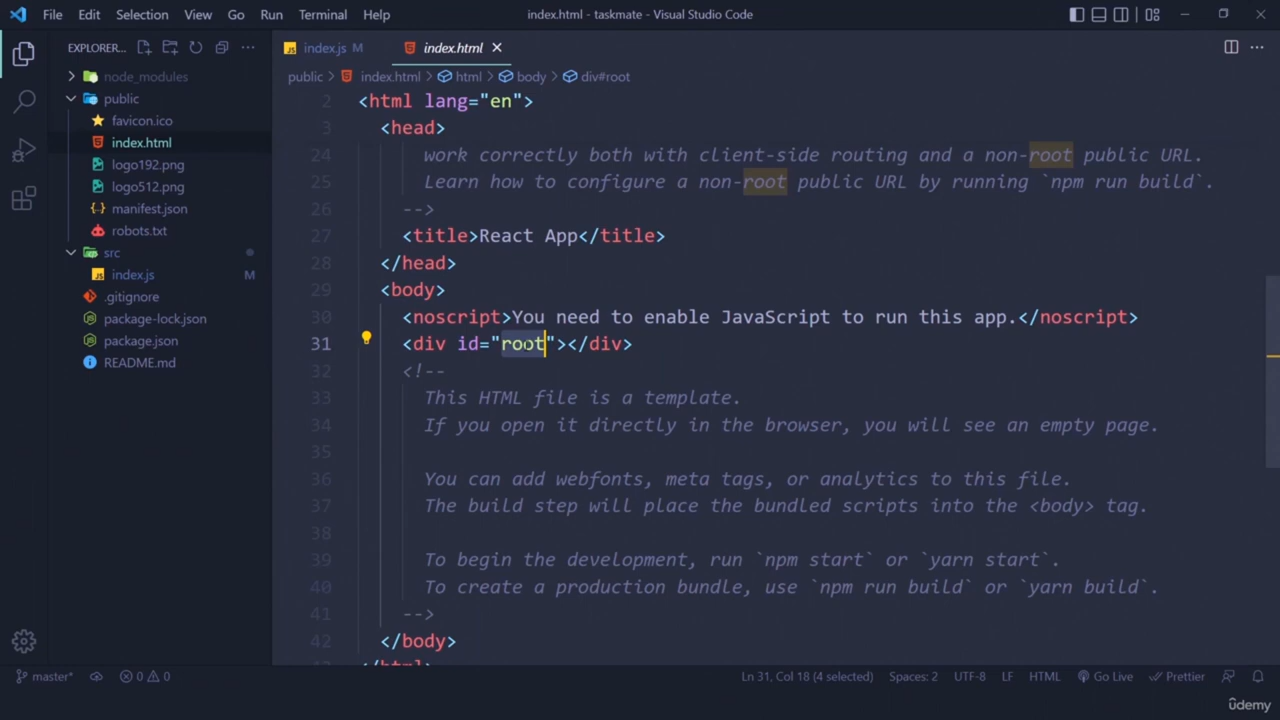 File Edit Selection View Go Run Terminal Help index.html - taskmate - Visual Studio Code
EXPLORER...
node_modules
public
favicon.ico
index.html
logo192.png
logo512.png
manifest.json
robots.txt
src
index.js M
.gitignore
package-lock.json
package.json
README.md
index.js M index.html
public index.html html body div#root
2 <html lang="en">
3 <head>
24 work correctly both with client-side routing and a non-root public URL.
25 Learn how to configure a non-root public URL by running `npm run build`.
26 -->
27 <title>React App</title>
28 </head>
29 <body>
30 <noscript>You need to enable JavaScript to run this app.</noscript>
31 <div id="root"></div>
32 <!--
33 This HTML file is a template.
34 If you open it directly in the browser, you will see an empty page.
35
36 You can add webfonts, meta tags, or analytics to this file.
37 The build step will place the bundled scripts into the <body> tag.
38
39 To begin the development, run `npm start` or `yarn start`.
40 To create a production bundle, use `npm run build` or `yarn build`.
41 -->
42 </body>
</html>
master* 0 0 Ln 31, Col 18 (4 selected) Spaces: 2 UTF-8 LF HTML Go Live Prettier
ûdemy